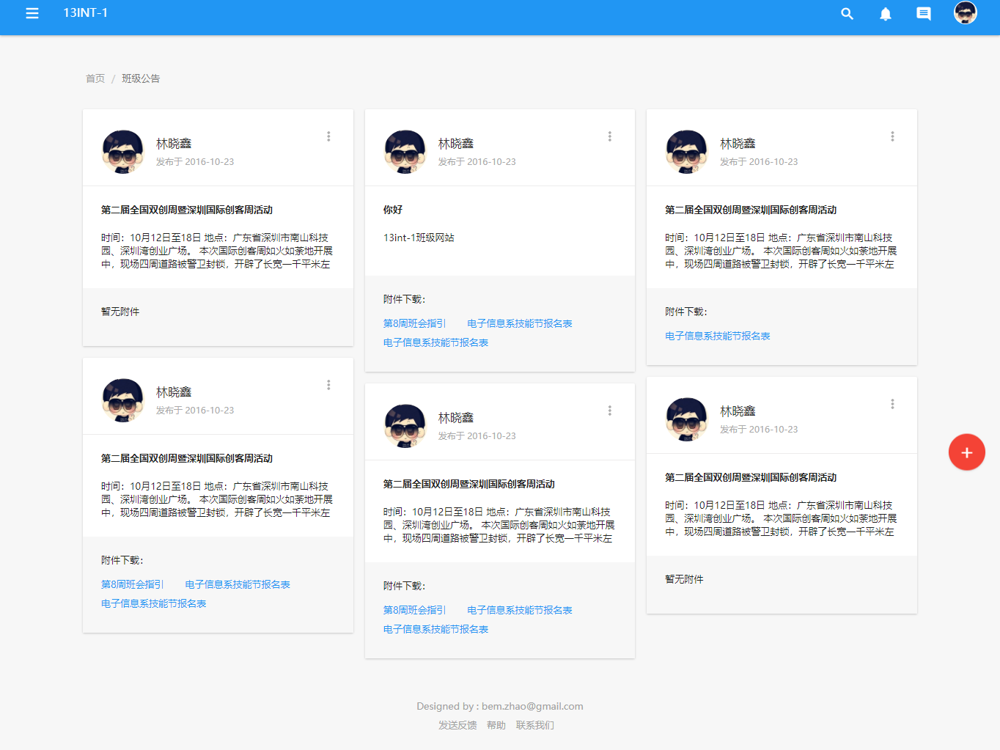 13INT-1
首页 / 班级公告
林晓鑫
发布于 2016-10-23
第二届全国双创周暨深圳国际创客周活动
时间：10月12日至18日 地点：广东省深圳市南山科技
园、深圳湾创业广场。 本次国际创客周如火如荼地开展
中，现场四周道路被警卫封锁，开辟了长宽一千平米左
暂无附件
林晓鑫
发布于 2016-10-23
你好
13int-1班级网站
附件下载：
第8周班会指引 电子信息系技能节报名表
电子信息系技能节报名表
林晓鑫
发布于 2016-10-23
第二届全国双创周暨深圳国际创客周活动
时间：10月12日至18日 地点：广东省深圳市南山科技
园、深圳湾创业广场。 本次国际创客周如火如荼地开展
中，现场四周道路被警卫封锁，开辟了长宽一千平米左
附件下载：
电子信息系技能节报名表
林晓鑫
发布于 2016-10-23
第二届全国双创周暨深圳国际创客周活动
时间：10月12日至18日 地点：广东省深圳市南山科技
园、深圳湾创业广场。 本次国际创客周如火如荼地开展
中，现场四周道路被警卫封锁，开辟了长宽一千平米左
附件下载：
第8周班会指引 电子信息系技能节报名表
电子信息系技能节报名表
林晓鑫
发布于 2016-10-23
第二届全国双创周暨深圳国际创客周活动
时间：10月12日至18日 地点：广东省深圳市南山科技
园、深圳湾创业广场。 本次国际创客周如火如荼地开展
中，现场四周道路被警卫封锁，开辟了长宽一千平米左
附件下载：
第8周班会指引 电子信息系技能节报名表
电子信息系技能节报名表
林晓鑫
发布于 2016-10-23
第二届全国双创周暨深圳国际创客周活动
时间：10月12日至18日 地点：广东省深圳市南山科技
园、深圳湾创业广场。 本次国际创客周如火如荼地开展
中，现场四周道路被警卫封锁，开辟了长宽一千平米左
暂无附件
Designed by : bem.zhao@gmail.com
发送反馈 帮助 联系我们